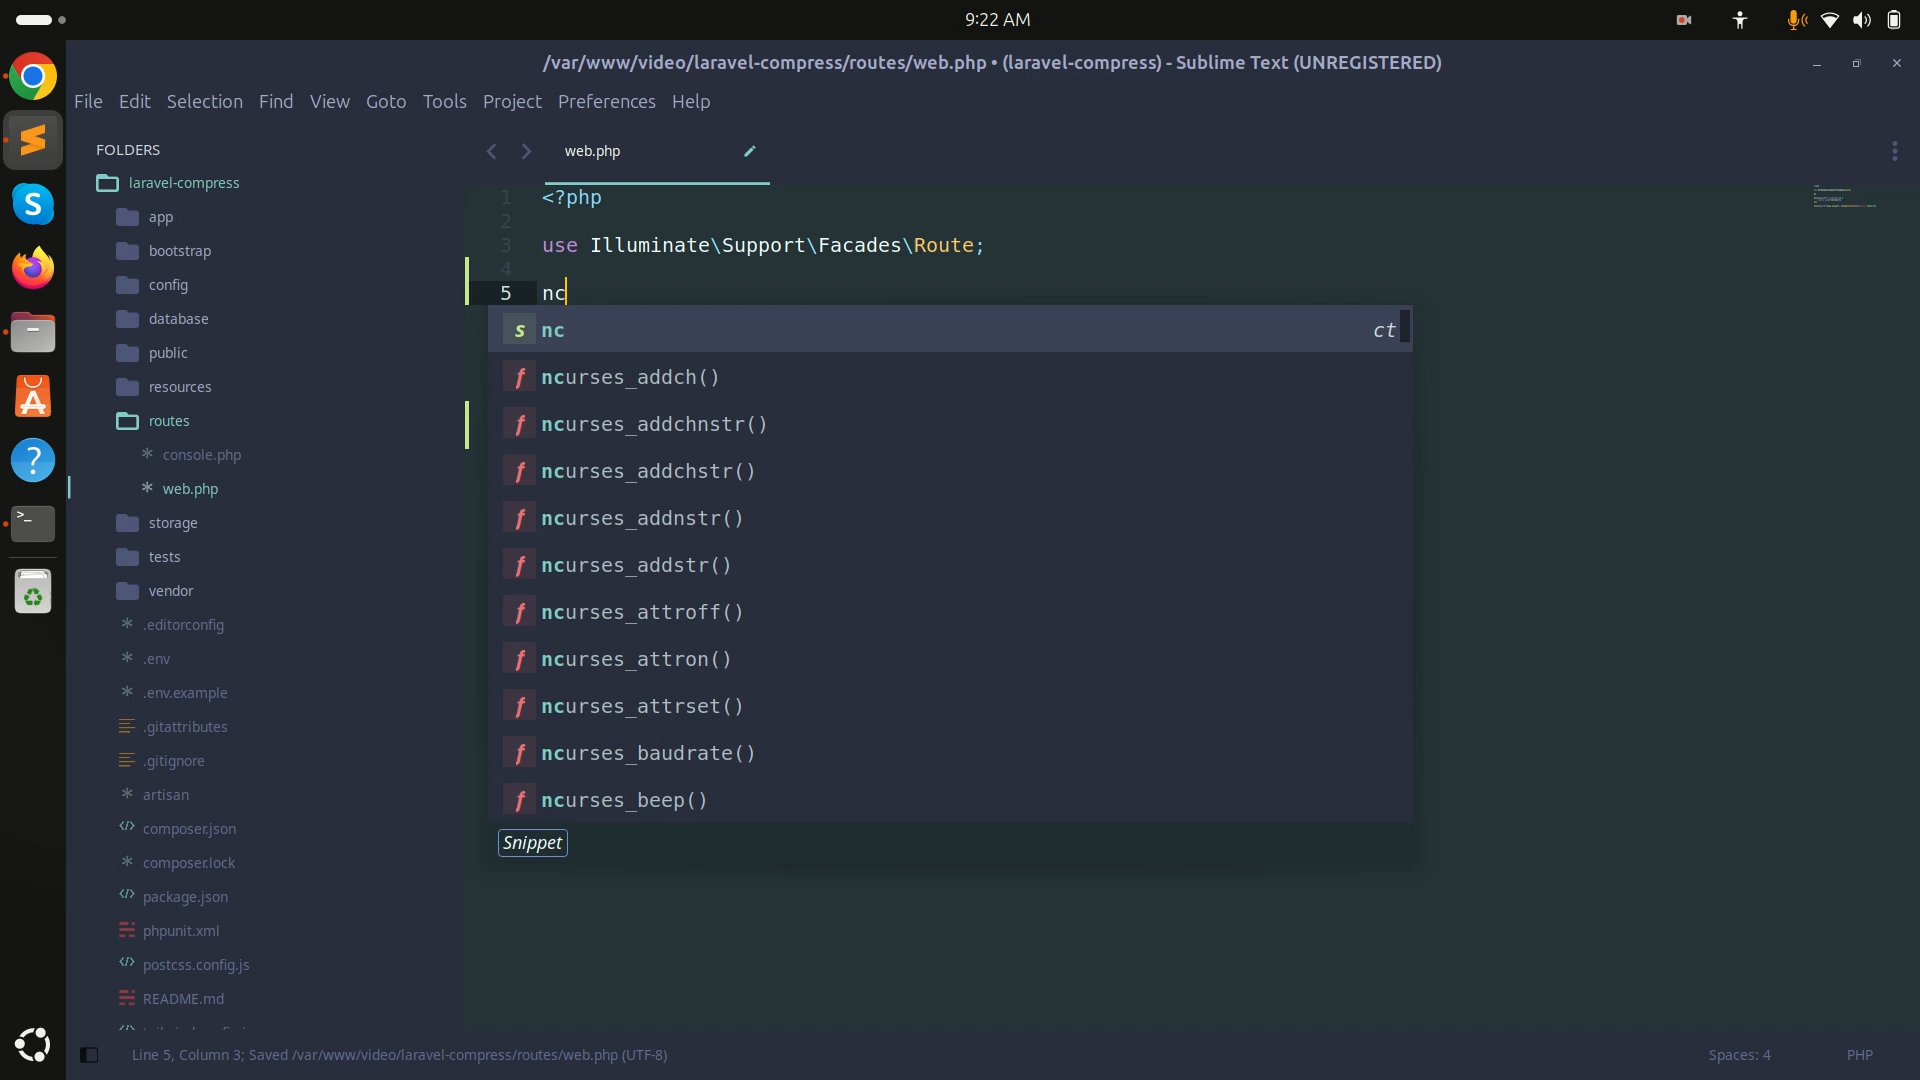 9:22 AM
/var/www/video/laravel-compress/routes/web.php • (laravel-compress) - Sublime Text (UNREGISTERED)
File Edit Selection Find View Goto Tools Project Preferences Help
FOLDERS
laravel-compress
app
bootstrap
config
database
public
resources
routes
console.php
web.php
storage
tests
vendor
.editorconfig
.env
.env.example
.gitattributes
.gitignore
artisan
composer.json
composer.lock
package.json
phpunit.xml
postcss.config.js
README.md
web.php
1 <?php
2
3 use Illuminate\Support\Facades\Route;
4
5 nc
s nc ct
f ncurses_addch()
f ncurses_addchnstr()
f ncurses_addchstr()
f ncurses_addnstr()
f ncurses_addstr()
f ncurses_attroff()
f ncurses_attron()
f ncurses_attrset()
f ncurses_baudrate()
f ncurses_beep()
Snippet
Line 5, Column 3; Saved /var/www/video/laravel-compress/routes/web.php (UTF-8)
Spaces: 4
PHP